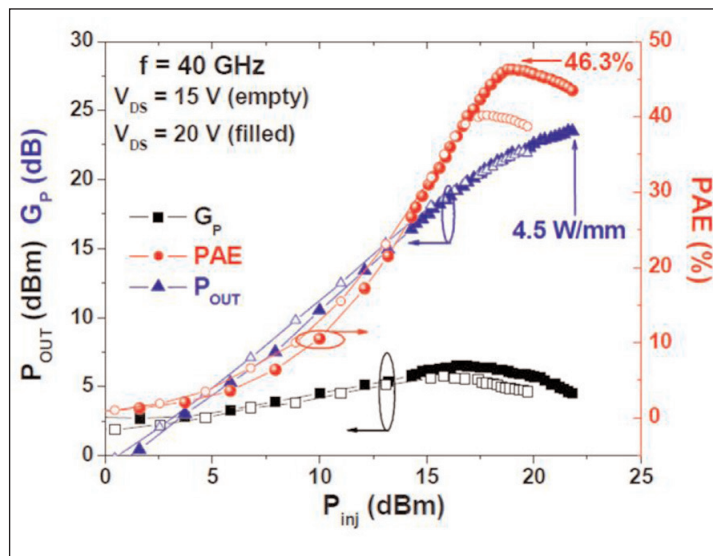 f = 40 GHz
V_DS = 15 V (empty)
V_DS = 20 V (filled)
46.3%
4.5 W/mm
G_P
PAE
P_OUT
P_OUT (dBm) G_P (dB)
30
25
20
15
10
5
0
PAE (%)
50
40
30
20
10
0
0 5 10 15 20 25
P_inj (dBm)